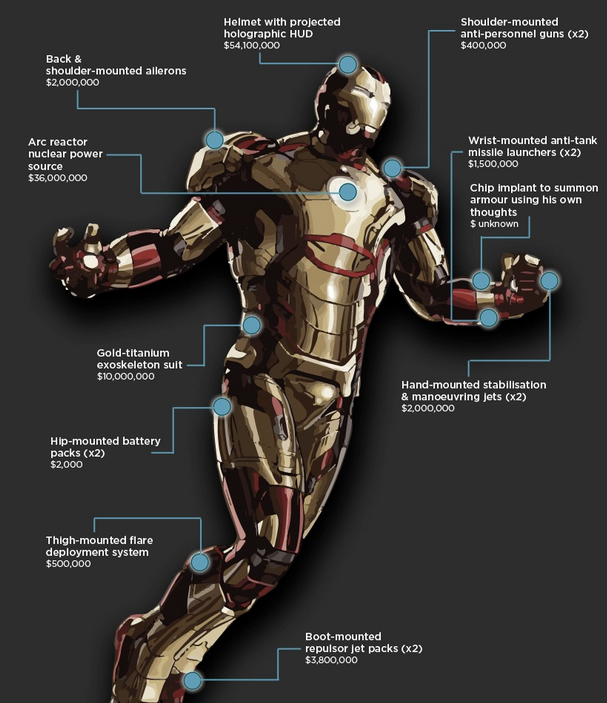 Helmet with projected
holographic HUD
$54,100,000
Shoulder-mounted
anti-personnel guns (x2)
$400,000
Back &
shoulder-mounted ailerons
$2,000,000
Arc reactor
nuclear power
source
$36,000,000
Wrist-mounted anti-tank
missile launchers (x2)
$1,500,000
Chip implant to summon
armour using his own
thoughts
$ unknown
Gold-titanium
exoskeleton suit
$10,000,000
Hand-mounted stabilisation
& manoeuvring jets (x2)
$2,000,000
Hip-mounted battery
packs (x2)
$2,000
Thigh-mounted flare
deployment system
$500,000
Boot-mounted
repulsor jet packs (x2)
$3,800,000